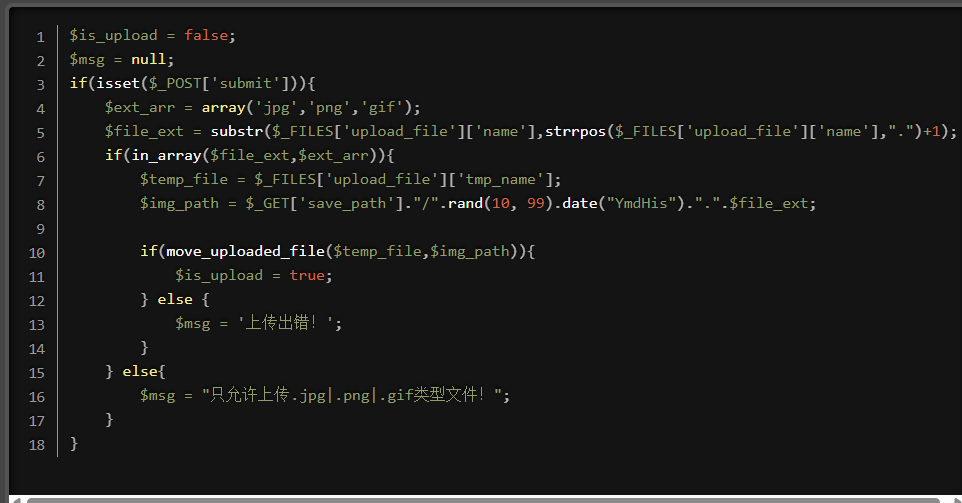 1 $is_upload = false;
2 $msg = null;
3 if(isset($_POST['submit'])){
4     $ext_arr = array('jpg','png','gif');
5     $file_ext = substr($_FILES['upload_file']['name'],strrpos($_FILES['upload_file']['name'],".")+1);
6     if(in_array($file_ext,$ext_arr)){
7         $temp_file = $_FILES['upload_file']['tmp_name'];
8         $img_path = $_GET['save_path']."/".rand(10, 99).date("YmdHis").".".$file_ext;
9
10         if(move_uploaded_file($temp_file,$img_path)){
11             $is_upload = true;
12         } else {
13             $msg = '上传出错！';
14         }
15     } else{
16         $msg = "只允许上传.jpg|.png|.gif类型文件！";
17     }
18 }